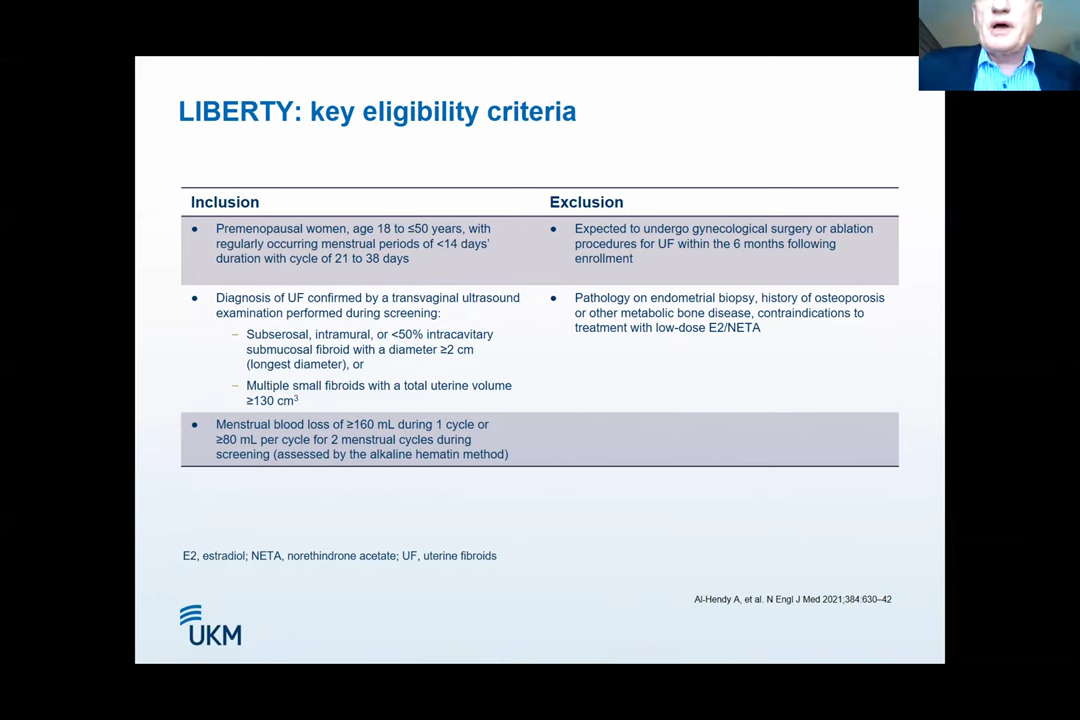 LIBERTY: key eligibility criteria
Inclusion
Exclusion
● Premenopausal women, age 18 to ≤50 years, with
regularly occurring menstrual periods of <14 days'
duration with cycle of 21 to 38 days
● Expected to undergo gynecological surgery or ablation
procedures for UF within the 6 months following
enrollment
● Diagnosis of UF confirmed by a transvaginal ultrasound
examination performed during screening:
– Subserosal, intramural, or <50% intracavitary
submucosal fibroid with a diameter ≥2 cm
(longest diameter), or
– Multiple small fibroids with a total uterine volume
≥130 cm³
● Pathology on endometrial biopsy, history of osteoporosis
or other metabolic bone disease, contraindications to
treatment with low-dose E2/NETA
● Menstrual blood loss of ≥160 mL during 1 cycle or
≥80 mL per cycle for 2 menstrual cycles during
screening (assessed by the alkaline hematin method)
E2, estradiol; NETA, norethindrone acetate; UF, uterine fibroids
Al-Hendy A, et al. N Engl J Med 2021;384:630–42
UKM